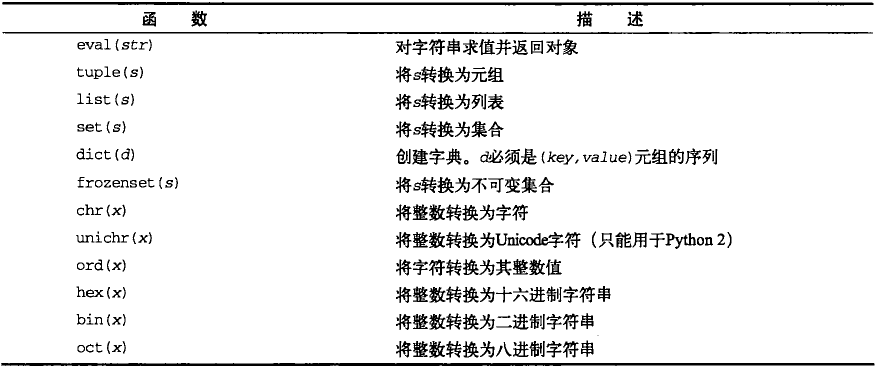 函 数 描 述
eval(str) 对字符串求值并返回对象
tuple(s) 将s转换为元组
list(s) 将s转换为列表
set(s) 将s转换为集合
dict(d) 创建字典。d必须是(key,value)元组的序列
frozenset(s) 将s转换为不可变集合
chr(x) 将整数转换为字符
unichr(x) 将整数转换为Unicode字符（只能用于Python 2）
ord(x) 将字符转换为其整数值
hex(x) 将整数转换为十六进制字符串
bin(x) 将整数转换为二进制字符串
oct(x) 将整数转换为八进制字符串